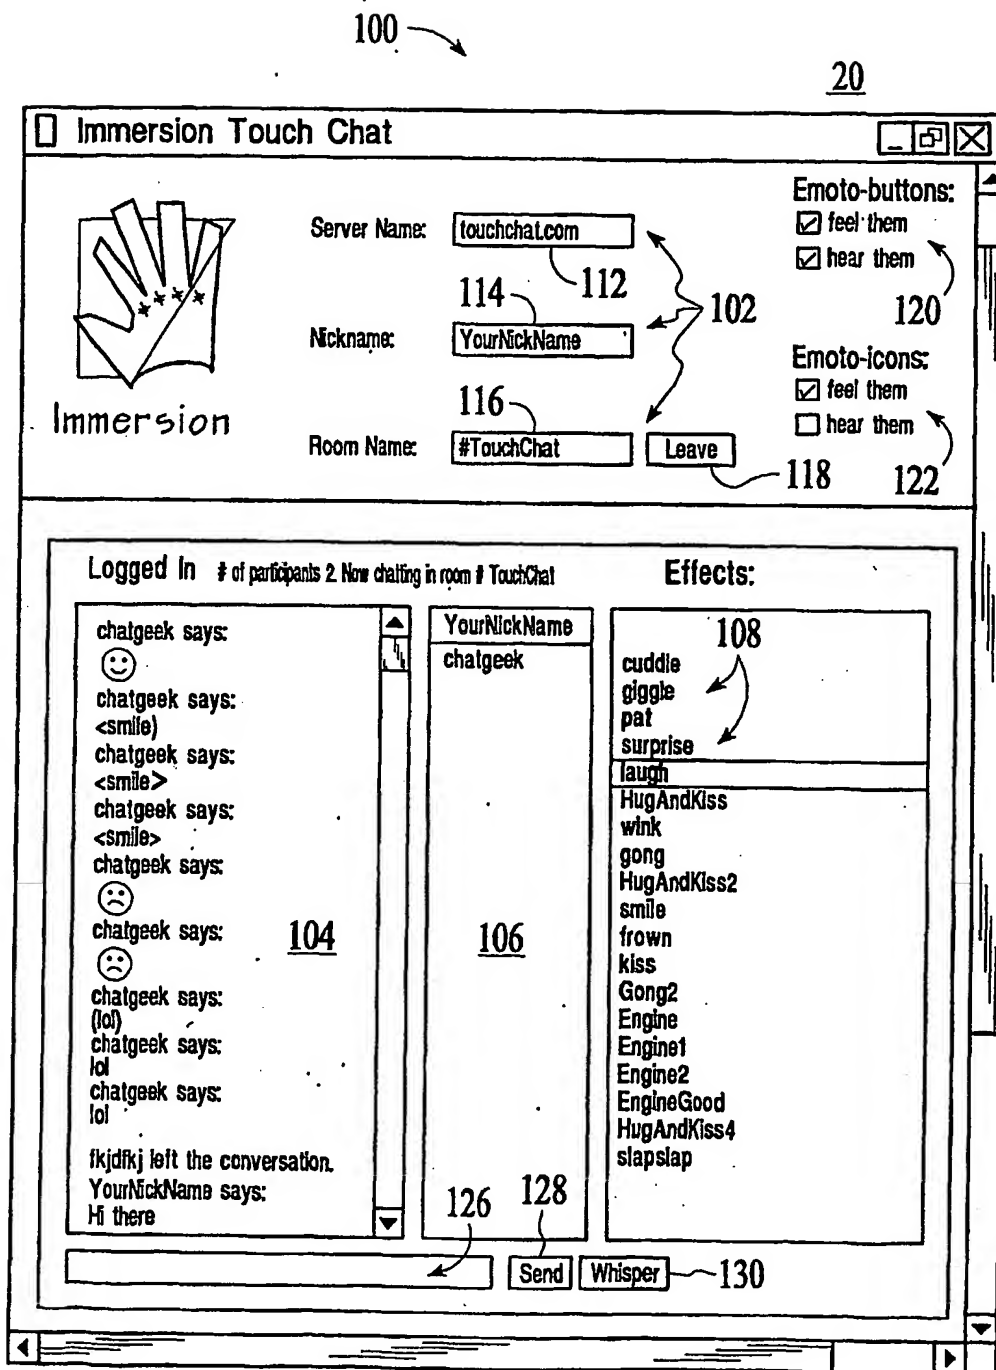 100
20
Immersion Touch Chat
Emoto-buttons:
feel them
hear them
120
Server Name: touchchat.com
112
102
114
Nickname: YourNickName
Emoto-icons:
feel them
hear them
122
Immersion
116
Room Name: #TouchChat Leave
118
Logged In # of participants 2. Now chatting in room # TouchChat
Effects:
chatgeek says:
chatgeek says:
<smile)
chatgeek says:
<smile>
chatgeek says:
<smile>
chatgeek says:
chatgeek says:
chatgeek says:
(lol)
chatgeek says:
lol
chatgeek says:
lol
fkjdfkj left the conversation.
YourNickName says:
Hi there
104
YourNickName
chatgeek
106
108
cuddle
giggle
pat
surprise
laugh
HugAndKiss
wink
gong
HugAndKiss2
smile
frown
kiss
Gong2
Engine
Engine1
Engine2
EngineGood
HugAndKiss4
slapslap
126
128
Send Whisper
130